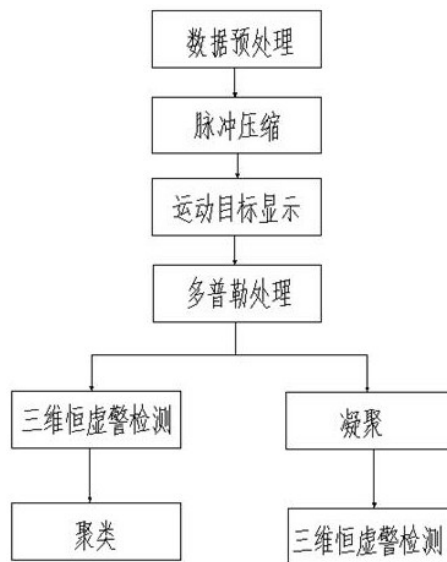 数据预处理
脉冲压缩
运动目标显示
多普勒处理
三维恒虚警检测
凝聚
聚类
三维恒虚警检测